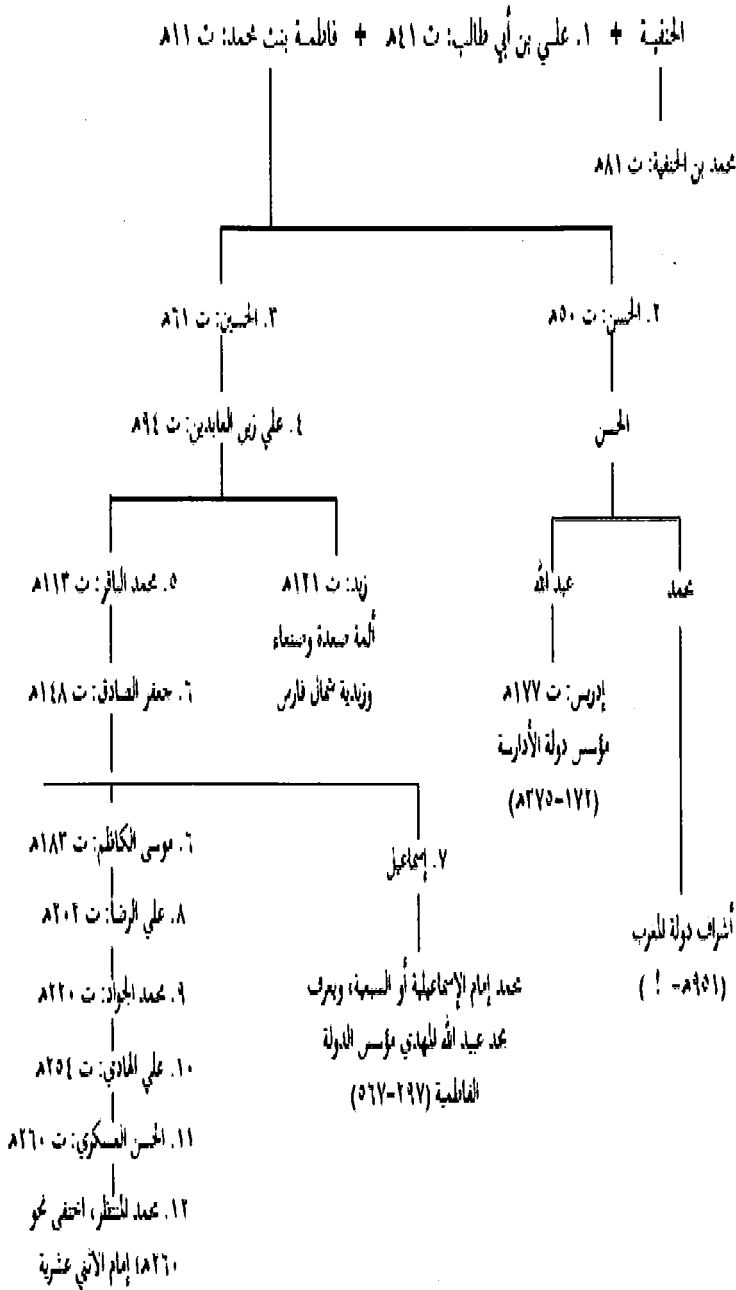 الحنفية + ١. علي بن أبي طالب: ت ٤١هـ + فاطمة بنت محمد: ت ١١هـ
محمد بن الحنفية: ت ٨١هـ
٢. الحسن: ت ٥٠هـ
٣. الحسين: ت ٦١هـ
الحسن
٤. علي زين العابدين: ت ٩٤هـ
محمد
عبد الله
زيد: ت ١٢١هـ
أئمة صعدة وصنعاء
وزيدية شمال فارس
٥. محمد الباقر: ت ١١٣هـ
إدريس: ت ١٧٧هـ
مؤسس دولة الأدارسة
(١٧٢-٣٧٥هـ)
٦. جعفر الصادق: ت ١٤٨هـ
أشراف دولة المغرب
(٩٥١هـ- ! )
٧. إسماعيل
محمد إمام الإسماعيلية أو السبعية، ويعرف
بجد عبيد الله المهدي مؤسس الدولة
الفاطمية (٢٩٧-٥٦٧)
٦. موسى الكاظم: ت ١٨٣هـ
٨. علي الرضا: ت ٢٠٢هـ
٩. محمد الجواد: ت ٢٢٠هـ
١٠. علي الهادي: ت ٢٥٤هـ
١١. الحسن العسكري: ت ٢٦٠هـ
١٢. محمد المنتظر، اختفى نحو
٢٦٠هـ؛ إمام الاثني عشرية